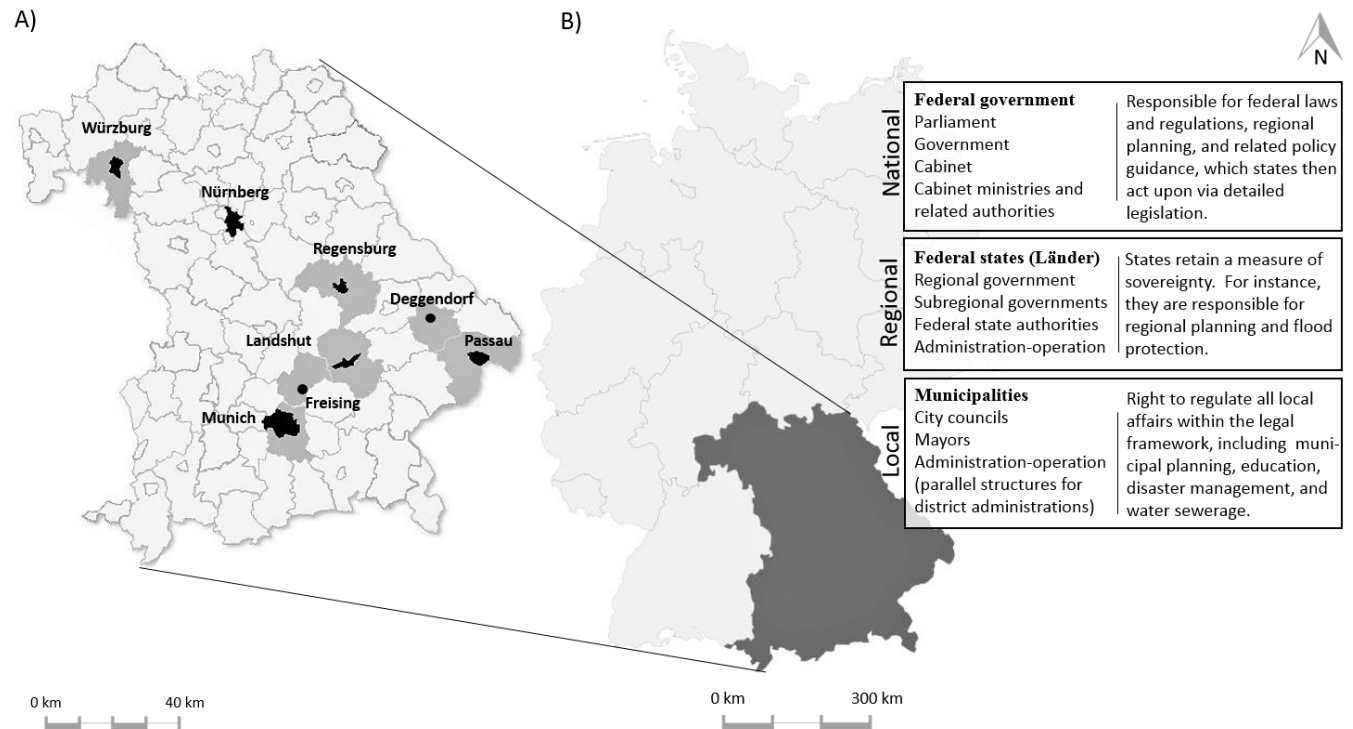 A)
Würzburg
Nürnberg
Regensburg
Deggendorf
Landshut
Passau
Freising
Munich
0 km 40 km
B)
N
National
Federal government
Parliament
Government
Cabinet
Cabinet ministries and
related authorities
Responsible for federal laws
and regulations, regional
planning, and related policy
guidance, which states then
act upon via detailed
legislation.
Regional
Federal states (Länder)
Regional government
Subregional governments
Federal state authorities
Administration-operation
States retain a measure of
sovereignty. For instance,
they are responsible for
regional planning and flood
protection.
Local
Municipalities
City councils
Mayors
Administration-operation
(parallel structures for
district administrations)
Right to regulate all local
affairs within the legal
framework, including muni-
cipal planning, education,
disaster management, and
water sewerage.
0 km 300 km